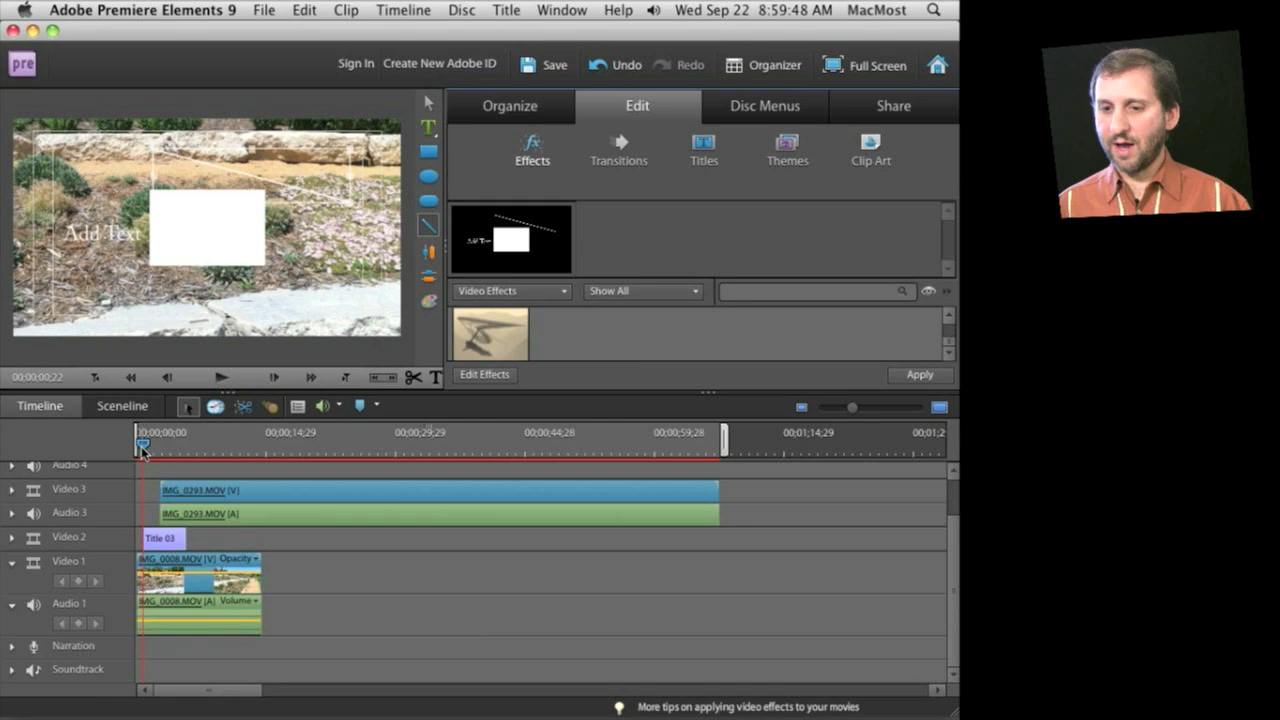 Adobe Premiere Elements 9 File Edit Clip Timeline Disc Title Window Help Wed Sep 22 8:59:48 AM MacMost
pre Sign In Create New Adobe ID Save Undo Redo Organizer Full Screen
Organize Edit Disc Menus Share
T
Effects Transitions Titles Themes Clip Art
Add Text
Video Effects Show All
00;00;00;22 T Edit Effects Apply
Timeline Sceneline
00;00;00;00 00;00;14;29 00;00;29;29 00;00;44;28 00;00;59;28 00;01;14;29 00;01;2
Audio 4
Video 3 IMG_0293.MOV [V]
Audio 3 IMG_0293.MOV [A]
Video 2 Title 03
Video 1 IMG_0008.MOV [V] Opacity
Audio 1 IMG_0008.MOV [A] Volume
Narration
Soundtrack
More tips on applying video effects to your movies